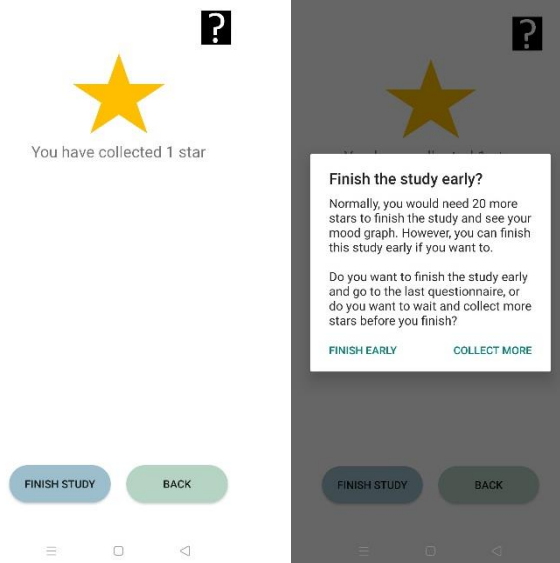 ?
You have collected 1 star
FINISH STUDY
BACK
?
Finish the study early?
Normally, you would need 20 more
stars to finish the study and see your
mood graph. However, you can finish
this study early if you want to.
Do you want to finish the study early
and go to the last questionnaire, or
do you want to wait and collect more
stars before you finish?
FINISH EARLY
COLLECT MORE
FINISH STUDY
BACK